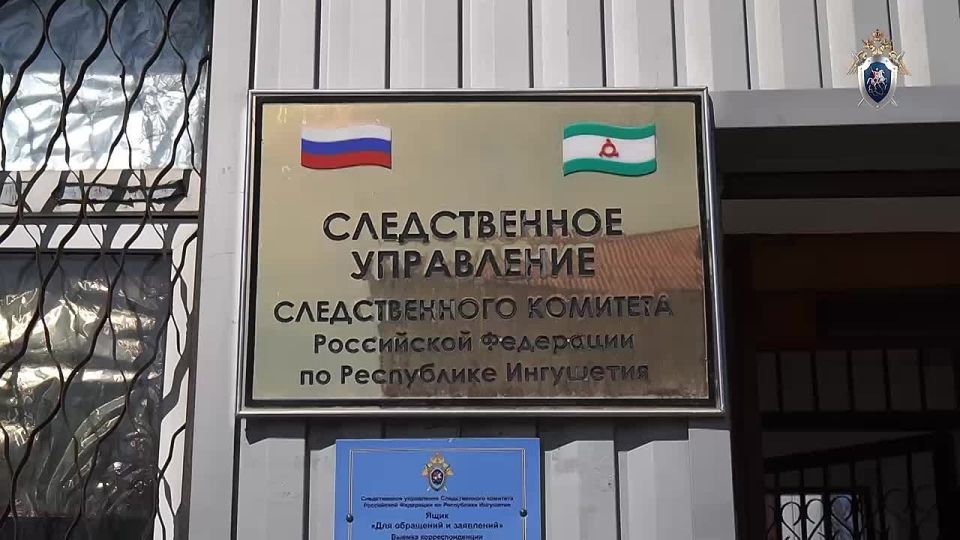 СЛЕДСТВЕННОЕ
УПРАВЛЕНИЕ
СЛЕДСТВЕННОГО КОМИТЕТА
Российской Федерации
по Республике Ингушетия
Следственное управление Следственного комитета
Российской Федерации по Республике Ингушетия
Ящик
«Для обращений и заявлений»
Выемка корреспонденции